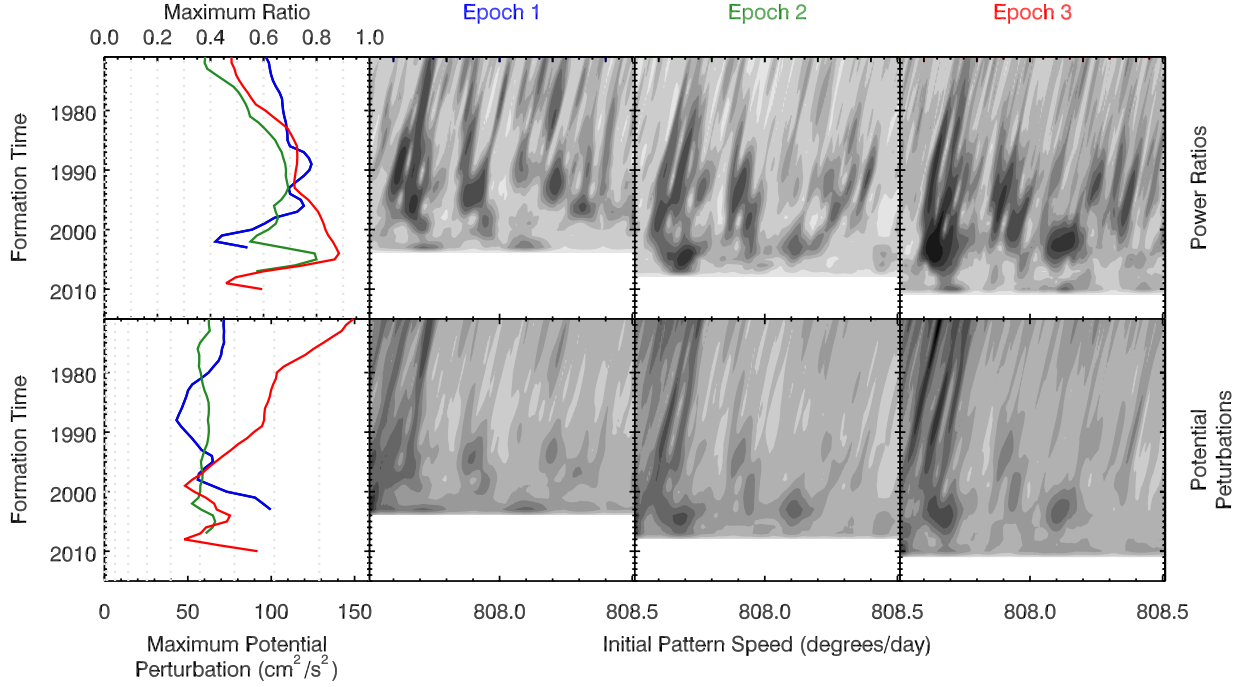 Maximum Ratio
Epoch 1
Epoch 2
Epoch 3
0.0 0.2 0.4 0.6 0.8 1.0
Formation Time
1980
1990
2000
2010
Power Ratios
Formation Time
1980
1990
2000
2010
Potential
Peturbations
0 50 100 150
808.0 808.5 808.0 808.5 808.0 808.5
Maximum Potential
Perturbation (cm²/s²)
Initial Pattern Speed (degrees/day)